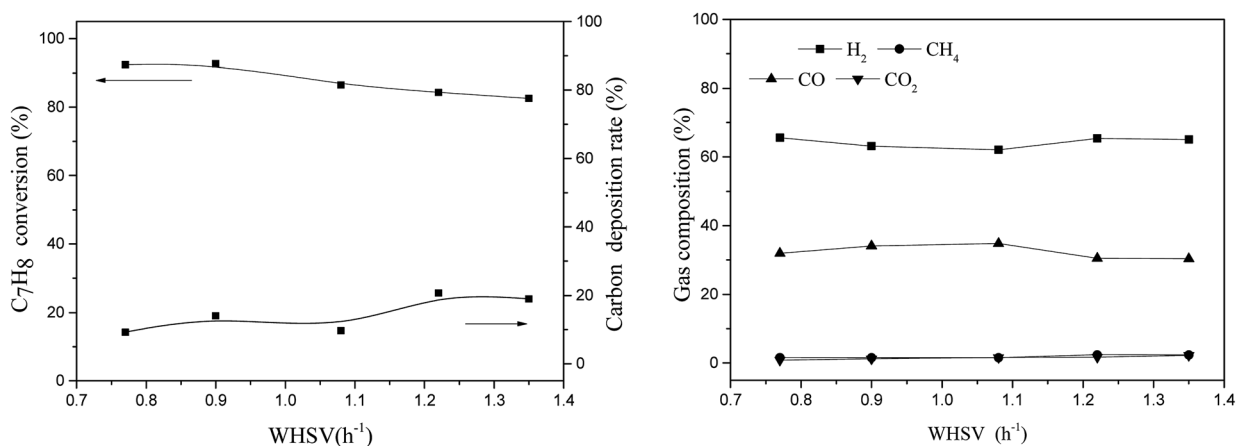 100
80
60
40
20
0
C7H8 conversion (%)
100
80
60
40
20
0
Carbon deposition rate (%)
0.7 0.8 0.9 1.0 1.1 1.2 1.3 1.4
WHSV(h⁻¹)
100
80
60
40
20
0
Gas composition (%)
H₂ CH₄
CO CO₂
0.7 0.8 0.9 1.0 1.1 1.2 1.3 1.4
WHSV (h⁻¹)